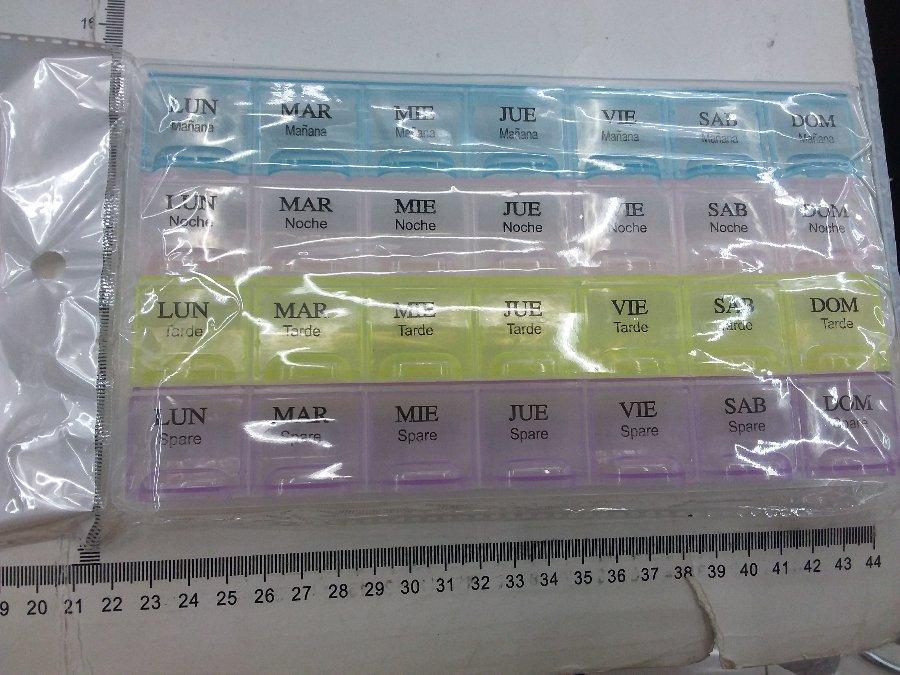 16
LUN MAR MIE JUE VIE SAB DOM
Mañana Mañana Mañana Mañana Mañana Mañana Mañana
LUN MAR MIE JUE VIE SAB DOM
Noche Noche Noche Noche Noche Noche Noche
LUN MAR MIE JUE VIE SAB DOM
Tarde Tarde Tarde Tarde Tarde Tarde Tarde
LUN MAR MIE JUE VIE SAB DOM
Spare Spare Spare Spare Spare Spare Spare
9 20 21 22 23 24 25 26 27 28 29 30 31 32 33 34 35 36 37 38 39 40 41 42 43 44